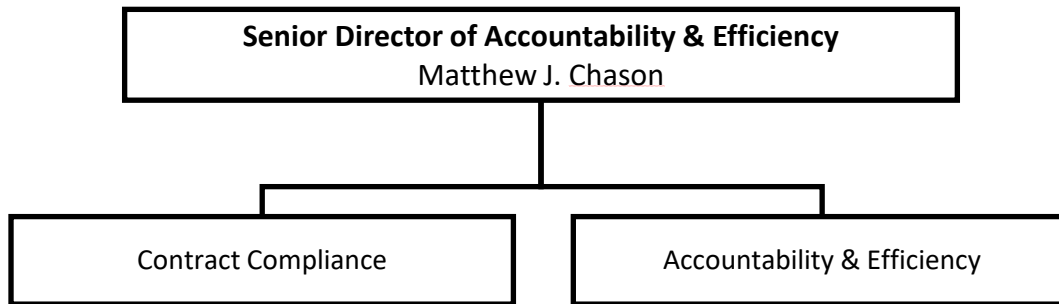 Senior Director of Accountability & Efficiency
Matthew J. Chason
Contract Compliance
Accountability & Efficiency